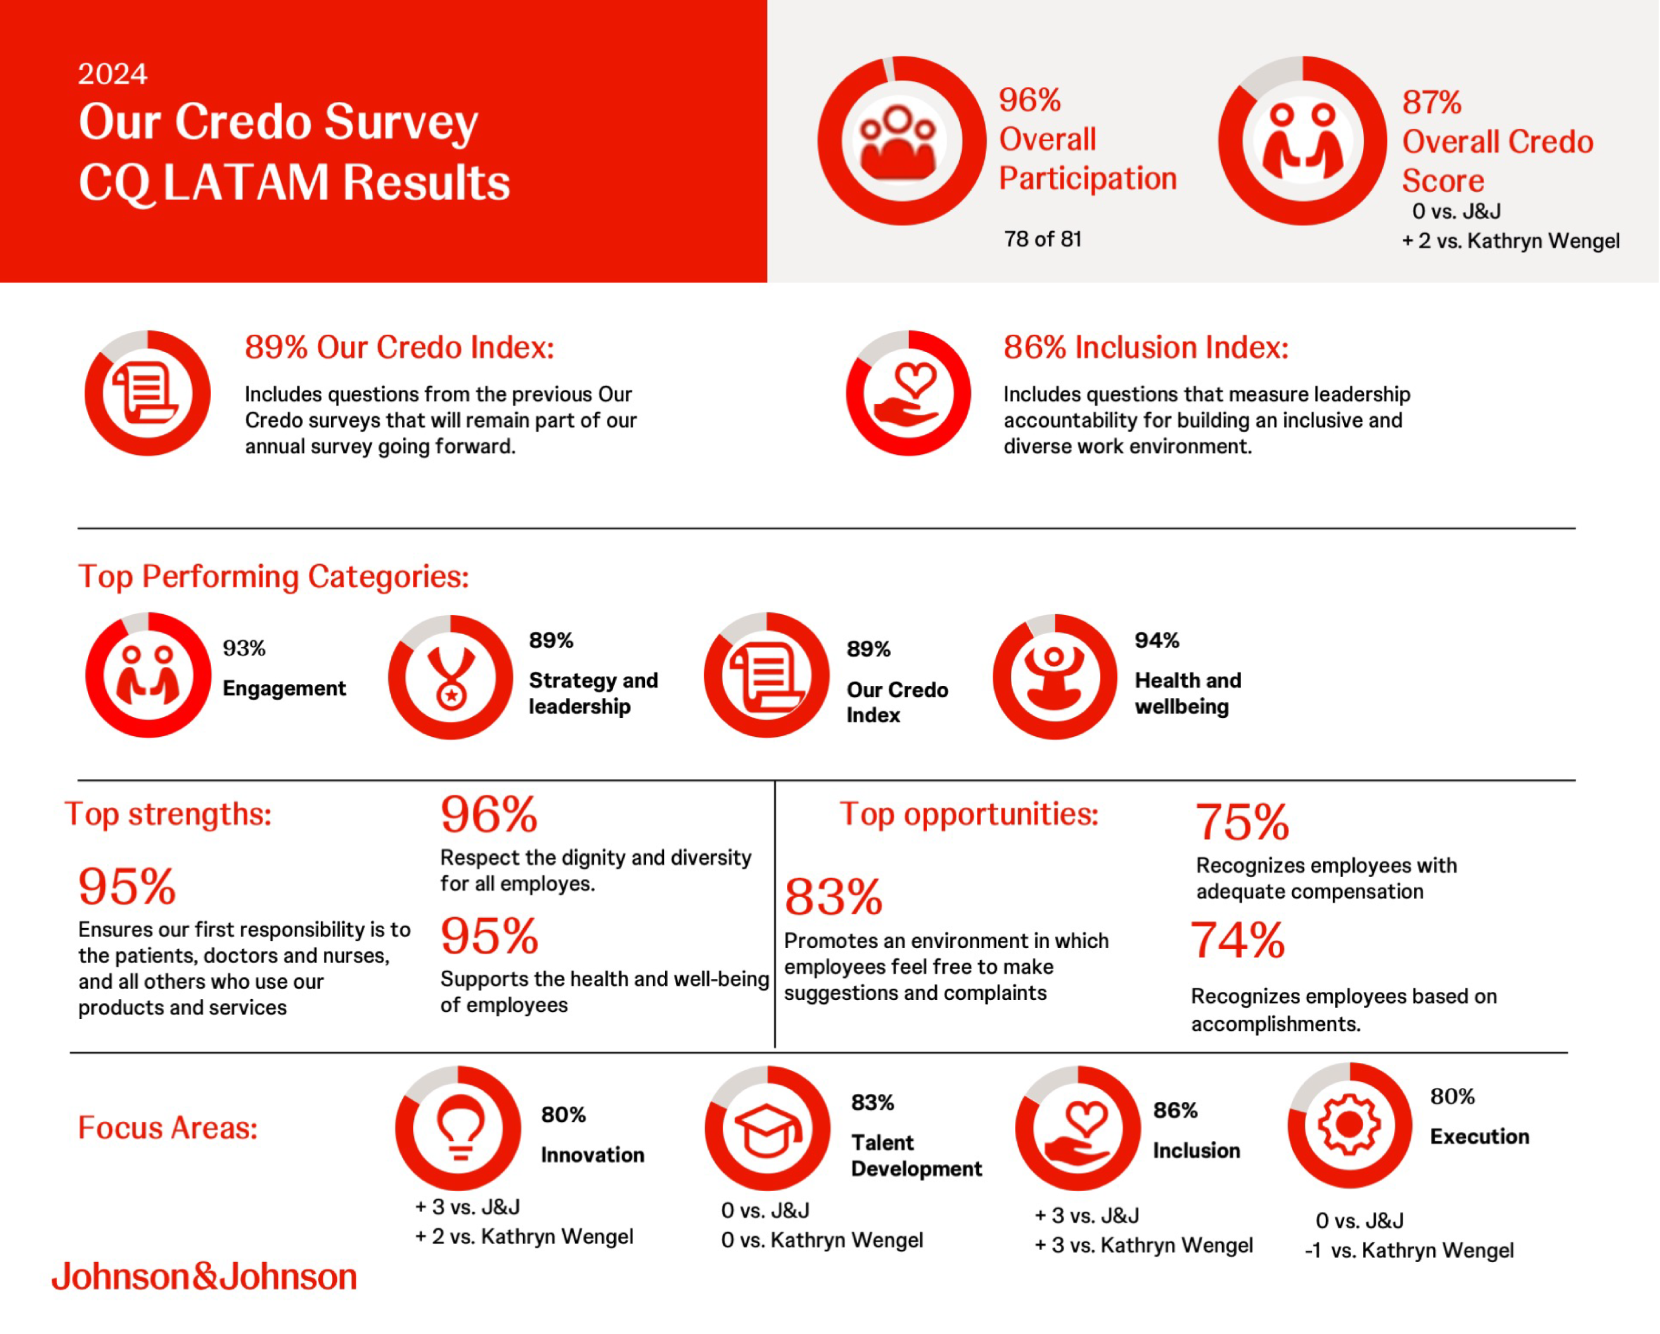 2024
Our Credo Survey
CQ LATAM Results
96%
Overall
Participation
78 of 81
87%
Overall Credo
Score
0 vs. J&J
+ 2 vs. Kathryn Wengel
89% Our Credo Index:
Includes questions from the previous Our
Credo surveys that will remain part of our
annual survey going forward.
86% Inclusion Index:
Includes questions that measure leadership
accountability for building an inclusive and
diverse work environment.
Top Performing Categories:
93%
Engagement
89%
Strategy and
leadership
89%
Our Credo
Index
94%
Health and
wellbeing
Top strengths:
95%
Ensures our first responsibility is to
the patients, doctors and nurses,
and all others who use our
products and services
96%
Respect the dignity and diversity
for all employes.
95%
Supports the health and well-being
of employees
Top opportunities:
83%
Promotes an environment in which
employees feel free to make
suggestions and complaints
75%
Recognizes employees with
adequate compensation
74%
Recognizes employees based on
accomplishments.
Focus Areas:
80%
Innovation
+ 3 vs. J&J
+ 2 vs. Kathryn Wengel
83%
Talent
Development
0 vs. J&J
0 vs. Kathryn Wengel
86%
Inclusion
+ 3 vs. J&J
+ 3 vs. Kathryn Wengel
80%
Execution
0 vs. J&J
-1 vs. Kathryn Wengel
Johnson&Johnson